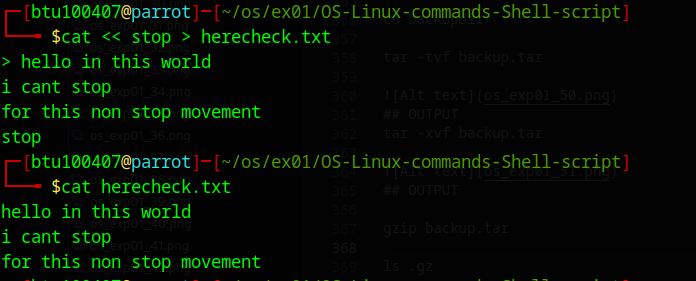 ┌─[btu100407@parrot]─[~/os/ex01/OS-Linux-commands-Shell-script]
└──╼ $cat << stop > herecheck.txt
> hello in this world
i cant stop
for this non stop movement
stop
┌─[btu100407@parrot]─[~/os/ex01/OS-Linux-commands-Shell-script]
└──╼ $cat herecheck.txt
hello in this world
i cant stop
for this non stop movement
357
358 tar -tvf backup.tar
359
360 ![Alt text](os_exp01_50.png)
## OUTPUT
tar -xvf backup.tar
![Alt text](os_exp01_51.png)
365 ## OUTPUT
366
367 gzip backup.tar
368
369 ls .gz
os_exp01_34.png
os_exp01_36.png
os_exp01_40.png
os_exp01_41.png